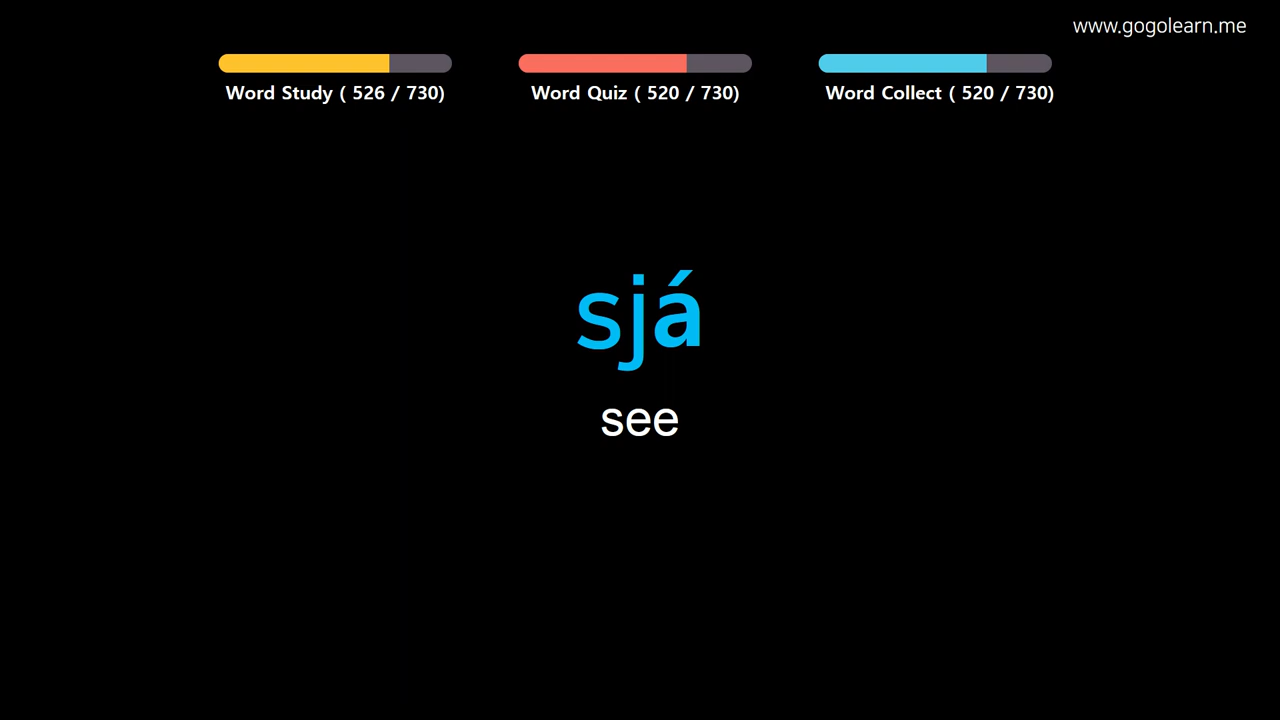 www.gogolearn.me
Word Study ( 526 / 730)
Word Quiz ( 520 / 730)
Word Collect ( 520 / 730)
sjá
see